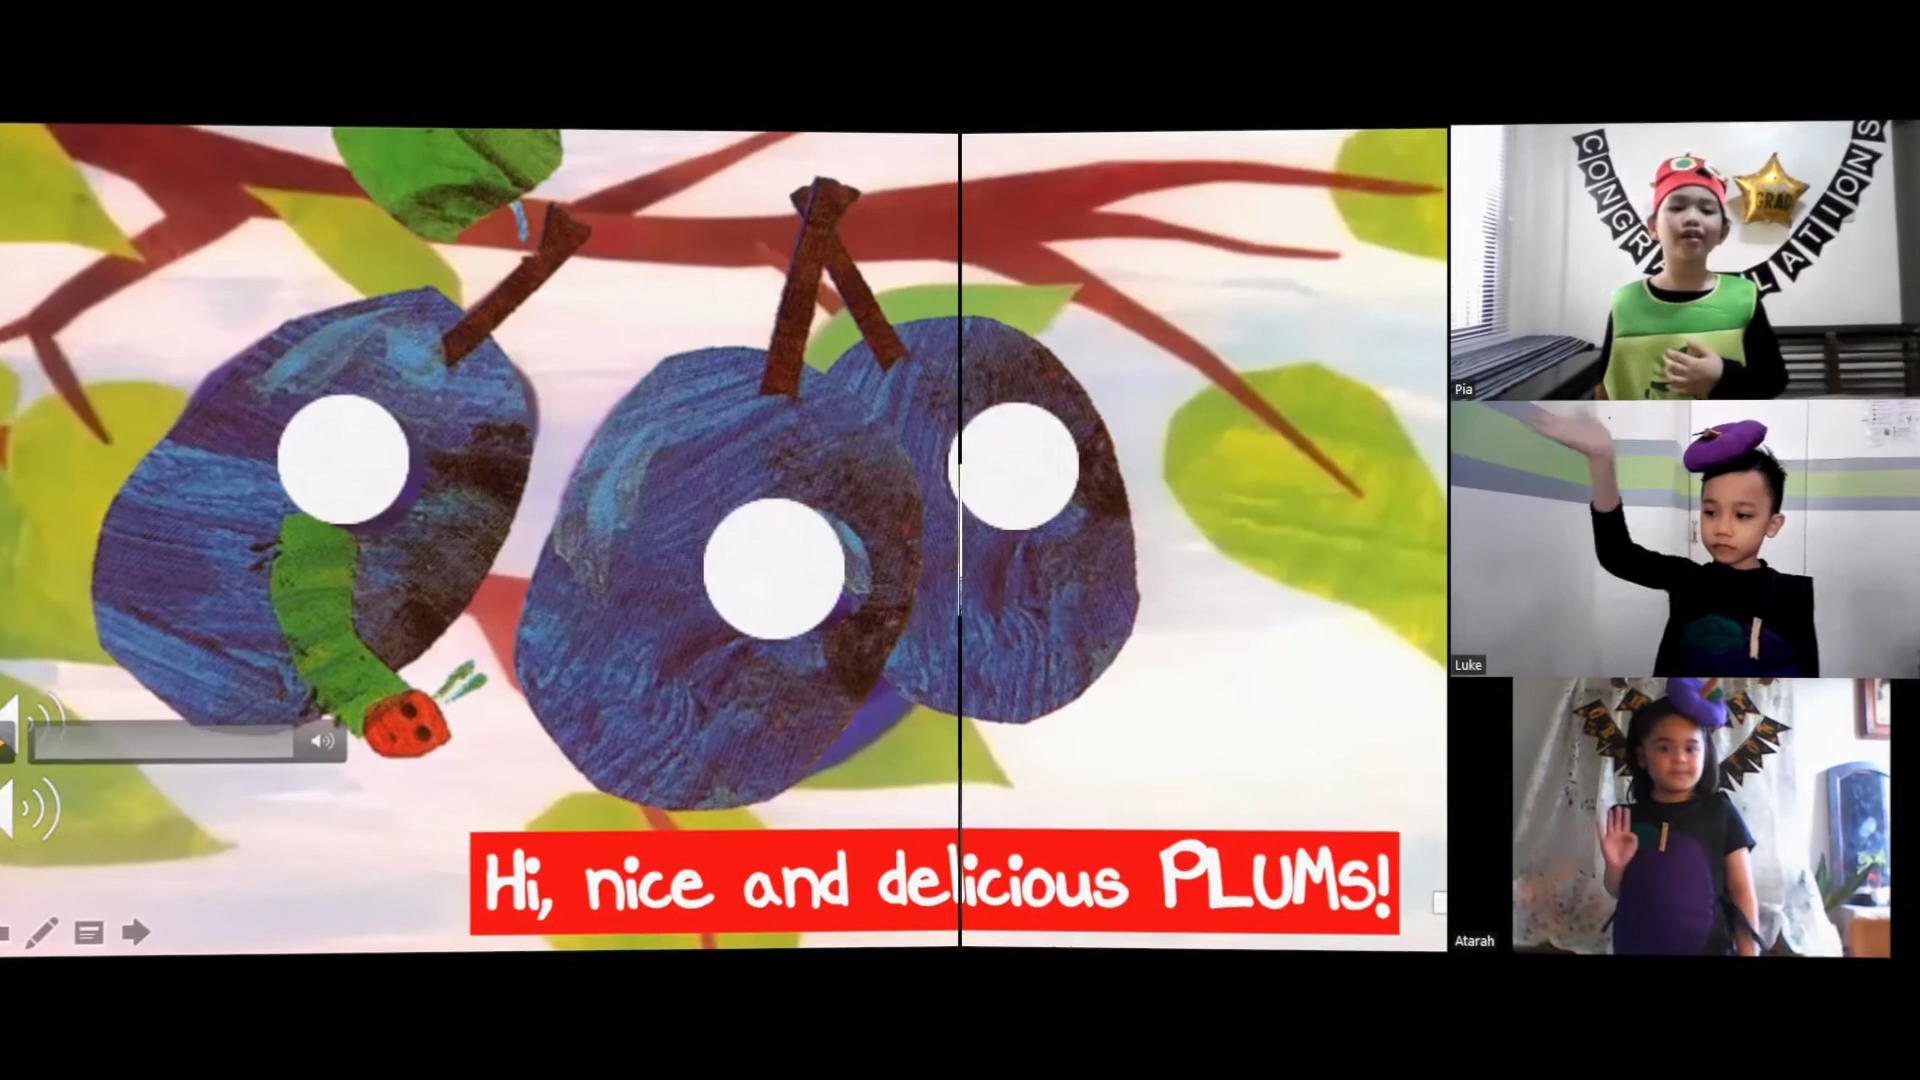 CONGRATULATIONS
GRAD
Pia
Luke
Hi, nice and delicious PLUMs!
Atarah